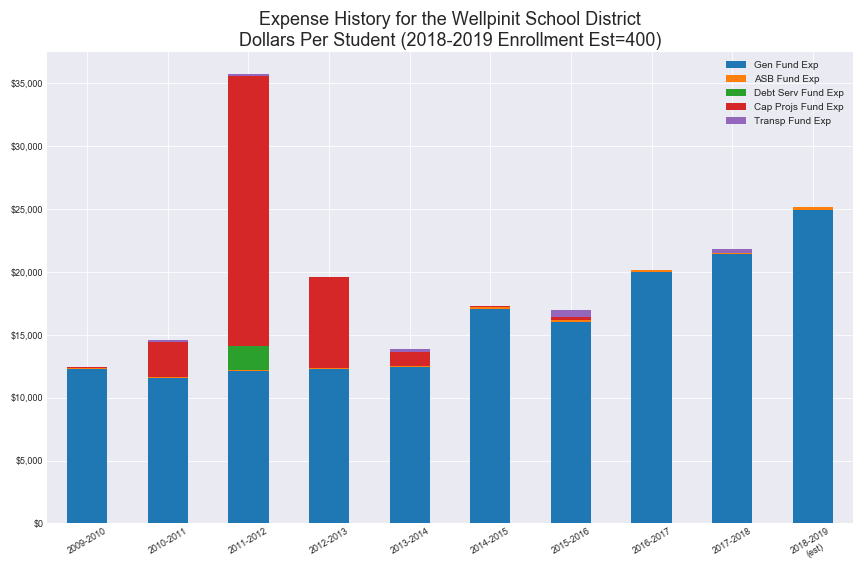 Expense History for the Wellpinit School District
Dollars Per Student (2018-2019 Enrollment Est=400)
Gen Fund Exp
ASB Fund Exp
Debt Serv Fund Exp
Cap Projs Fund Exp
Transp Fund Exp
$35,000
$30,000
$25,000
$20,000
$15,000
$10,000
$5,000
$0
2009-2010
2010-2011
2011-2012
2012-2013
2013-2014
2014-2015
2015-2016
2016-2017
2017-2018
2018-2019
(est)